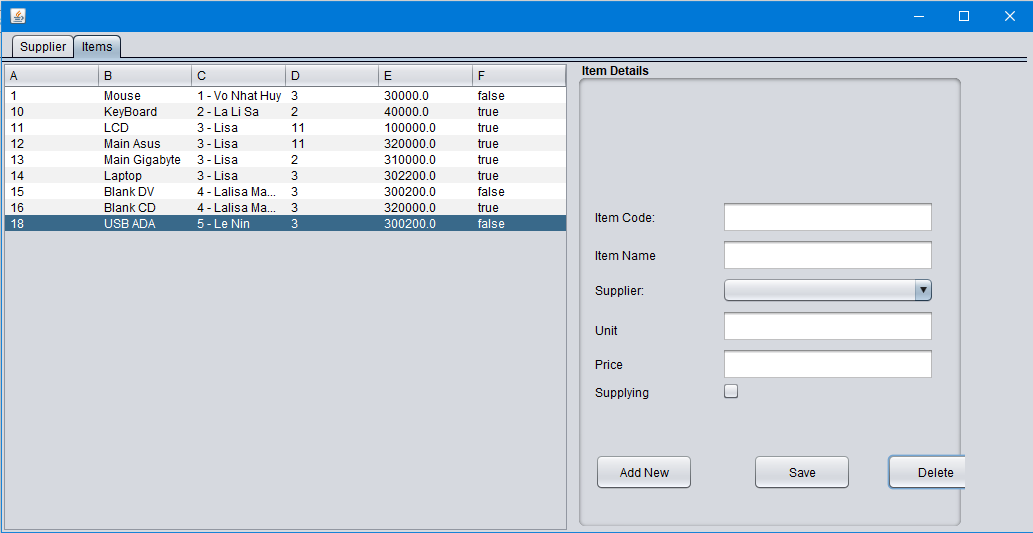 Supplier Items
A B C D E F
1 Mouse 1 - Vo Nhat Huy 3 30000.0 false
10 KeyBoard 2 - La Li Sa 2 40000.0 true
11 LCD 3 - Lisa 11 100000.0 true
12 Main Asus 3 - Lisa 11 320000.0 true
13 Main Gigabyte 3 - Lisa 2 310000.0 true
14 Laptop 3 - Lisa 3 302200.0 true
15 Blank DV 4 - Lalisa Ma... 3 300200.0 false
16 Blank CD 4 - Lalisa Ma... 3 320000.0 true
18 USB ADA 5 - Le Nin 3 300200.0 false
Item Details
Item Code:
Item Name
Supplier:
Unit
Price
Supplying
Add New Save Delete